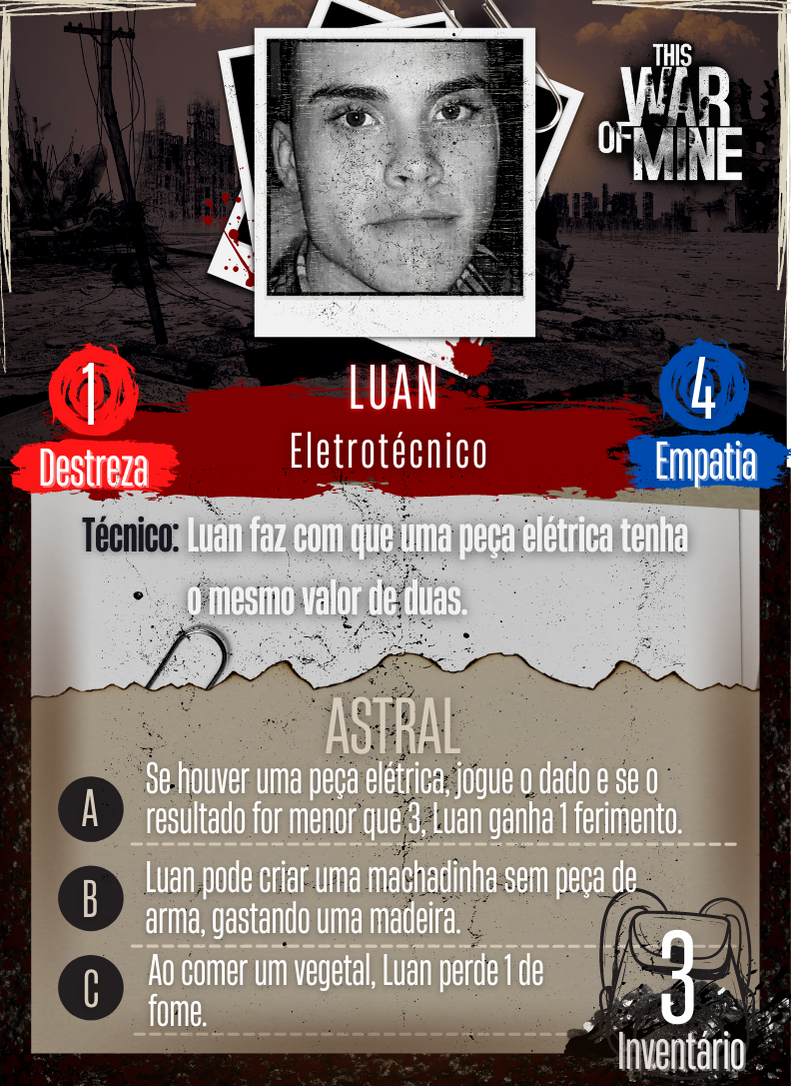 THIS
WAR
OF MINE
LUAN
Eletrotécnico
1
Destreza
4
Empatia
Técnico: Luan faz com que uma peça elétrica tenha
o mesmo valor de duas.
ASTRAL
A
Se houver uma peça elétrica, jogue o dado e se o
resultado for menor que 3, Luan ganha 1 ferimento.
B
Luan pode criar uma machadinha sem peça de
arma, gastando uma madeira.
C
Ao comer um vegetal, Luan perde 1 de
fome.
3
Inventário